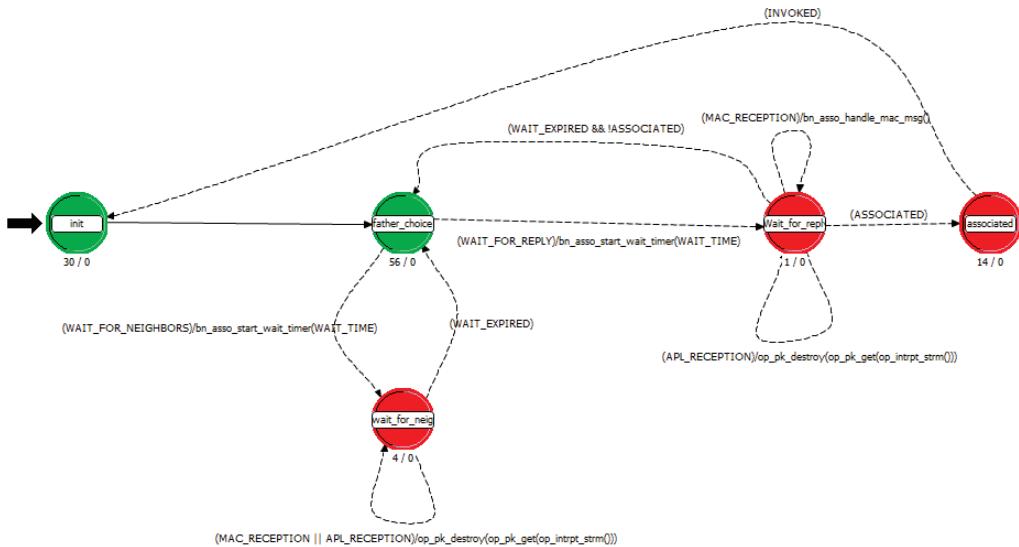 (INVOKED)
(MAC_RECEPTION)/bn_asso_handle_mac_msg()
(WAIT_EXPIRED && !ASSOCIATED)
init
father_choice
Wait_for_repl
(ASSOCIATED)
associated
(WAIT_FOR_REPLY)/bn_asso_start_wait_timer(WAIT_TIME)
30 / 0
56 / 0
1 / 0
14 / 0
(WAIT_FOR_NEIGHBORS)/bn_asso_start_wait_timer(WAIT_TIME)
(WAIT_EXPIRED)
(APL_RECEPTION)/op_pk_destroy(op_pk_get(op_intrpt_strm()))
wait_for_neig
4 / 0
(MAC_RECEPTION || APL_RECEPTION)/op_pk_destroy(op_pk_get(op_intrpt_strm()))